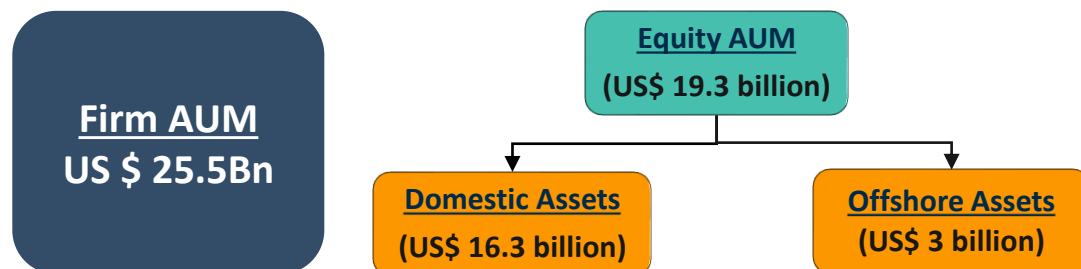 Firm AUM
US $ 25.5Bn
Equity AUM
(US$ 19.3 billion)
Domestic Assets
(US$ 16.3 billion)
Offshore Assets
(US$ 3 billion)